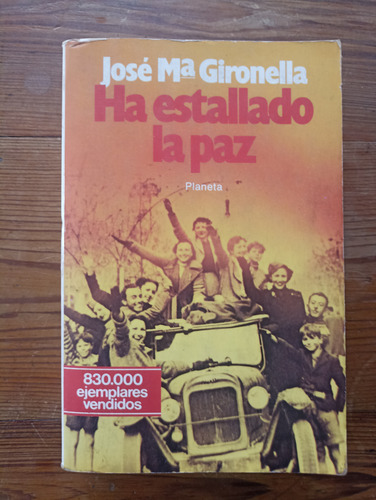 José Mª Gironella
Ha estallado
la paz
Planeta
830.000
ejemplares
vendidos